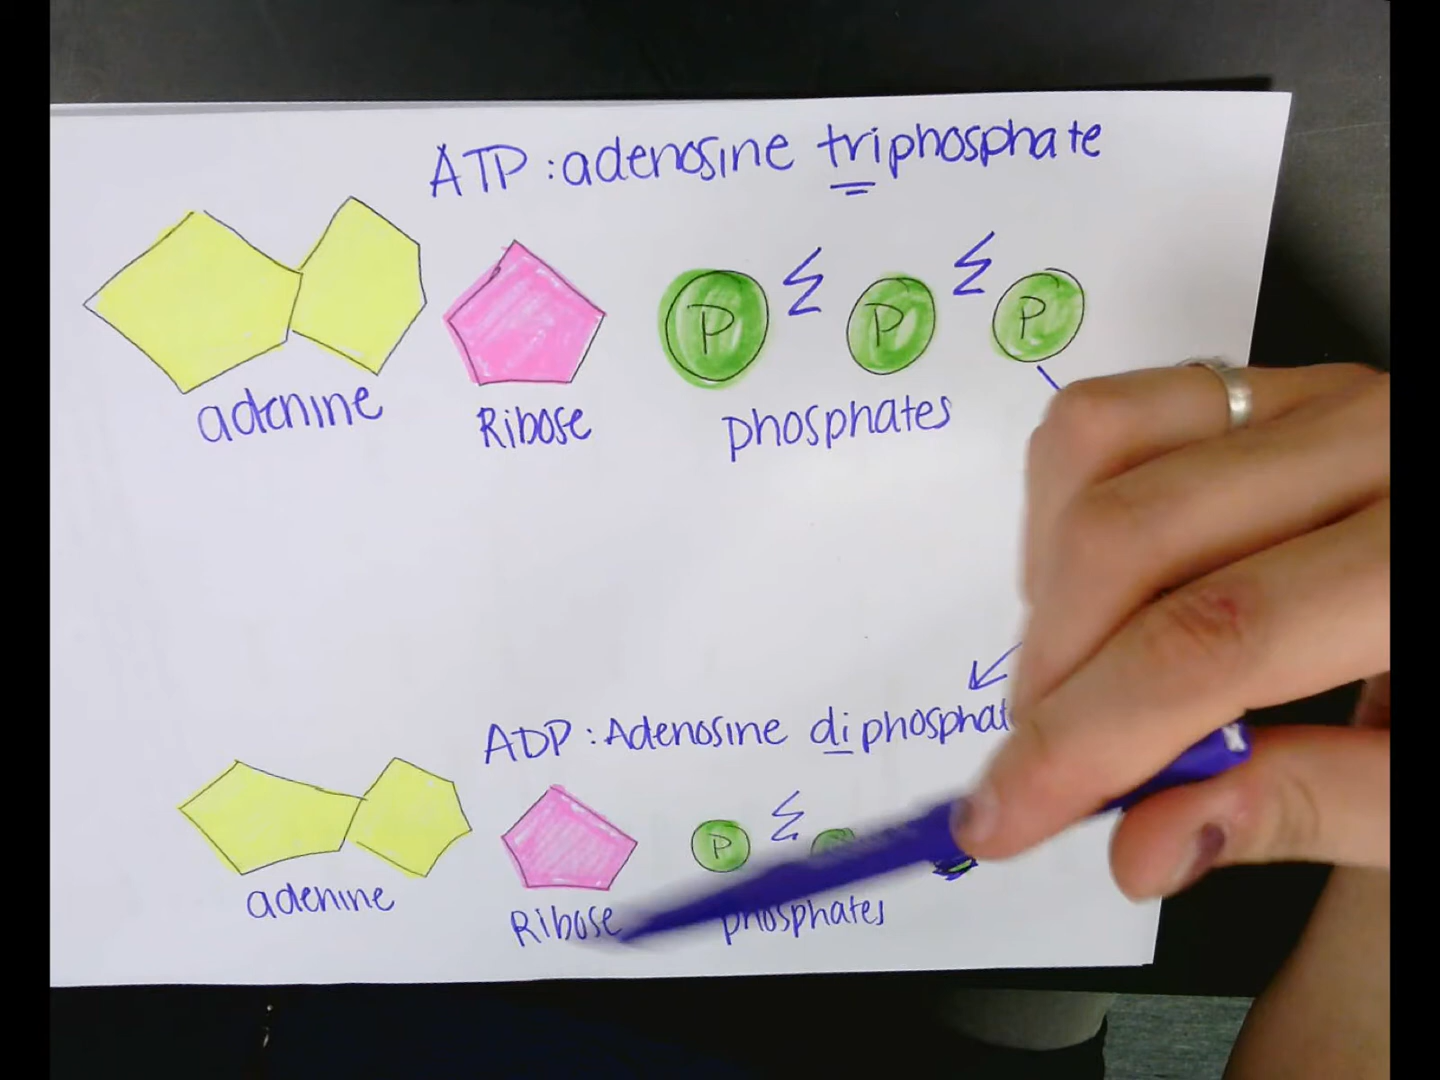 ATP : adenosine triphosphate
P P P
adenine Ribose phosphates
ADP : Adenosine diphosphat
P
adenine Ribose phosphates